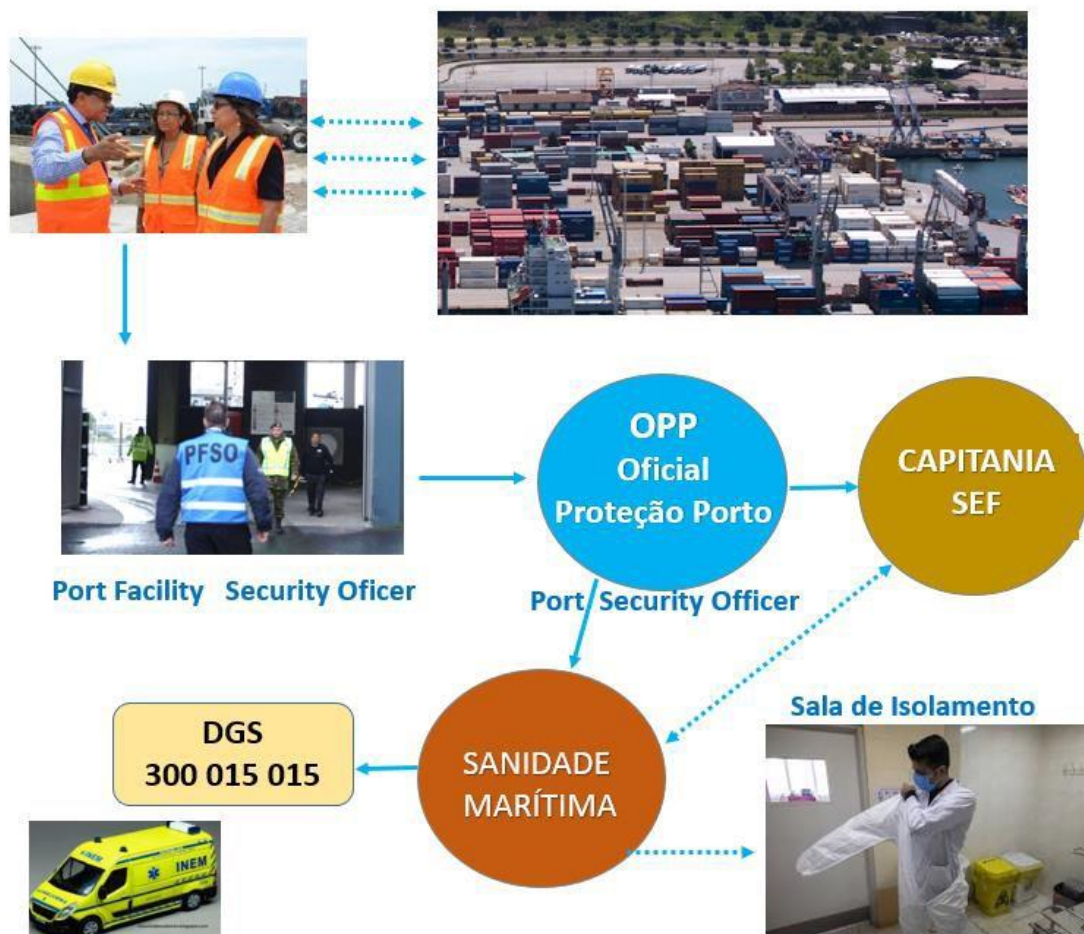 PFSO
OPP
Oficial
Proteção Porto
CAPITANIA
SEF
Port Facility Security Oficer
Port Security Officer
Sala de Isolamento
DGS
300 015 015
SANIDADE
MARÍTIMA
INEM
INEM